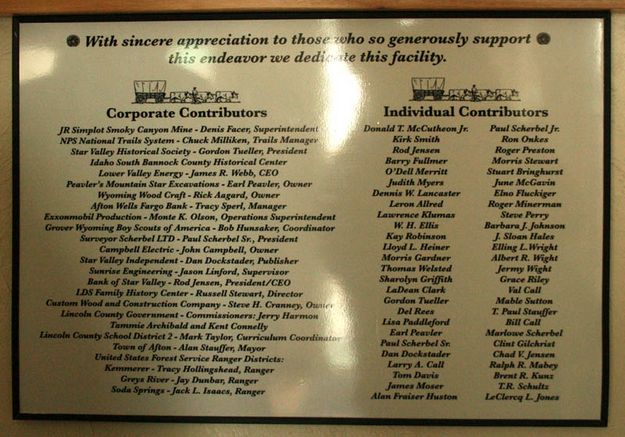 With sincere appreciation to those who so generously support
this endeavor we dedicate this facility.
Corporate Contributors
JR Simplot Smoky Canyon Mine - Denis Facer, Superintendent
NPS National Trails System - Chuck Milliken, Trails Manager
Star Valley Historical Society - Gordon Tueller, President
Idaho South Bannock County Historical Center
Lower Valley Energy - James R. Webb, CEO
Peavler's Mountain Star Excavations - Earl Peavler, Owner
Wyoming Wood Craft - Rick Aagard, Owner
Afton Wells Fargo Bank - Tracy Sperl, Manager
Exxonmobil Production - Monte K. Olson, Operations Superintendent
Grover Wyoming Boy Scouts of America - Bob Hunsaker, Coordinator
Surveyor Scherbel LTD - Paul Scherbel Sr., President
Campbell Electric - John Campbell, Owner
Star Valley Independent - Dan Dockstader, Publisher
Sunrise Engineering - Jason Linford, Supervisor
Bank of Star Valley - Rod Jensen, President/CEO
LDS Family History Center - Russell Stewart, Director
Custom Wood and Construction Company - Steve H. Cranney, Owner
Lincoln County Government - Commissioners: Jerry Harmon
Tammie Archibald and Kent Connelly
Lincoln County School District 2 - Mark Taylor, Curriculum Coordinator
Town of Afton - Alan Stauffer, Mayor
United States Forest Service Ranger Districts:
Kemmerer - Tracy Hollingshead, Ranger
Greys River - Jay Dunbar, Ranger
Soda Springs - Jack L. Isaacs, Ranger
Individual Contributors
Donald T. McCutheon Jr.
Kirk Smith
Rod Jensen
Barry Fullmer
O'Dell Merritt
Judith Myers
Dennis W. Lancaster
Leron Allred
Lawrence Klumas
W. H. Ellis
Kay Robinson
Lloyd L. Heiner
Morris Gardner
Thomas Welsted
Sharolyn Griffith
LaDean Clark
Gordon Tueller
Del Rees
Lisa Paddleford
Earl Peavler
Paul Scherbel Sr.
Dan Dockstader
Larry A. Call
Tom Davis
James Moser
Alan Fraiser Huston
Paul Scherbel Jr.
Ron Onkes
Roger Preston
Morris Stewart
Stuart Bringhurst
June McGavin
Elno Fluckiger
Roger Minerman
Steve Perry
Barbara J. Johnson
J. Sloan Hales
Elling L.Wright
Albert R. Wight
Jermy Wight
Grace Riley
Val Call
Mable Sutton
T. Paul Stauffer
Bill Call
Marlowe Scherbel
Clint Gilchrist
Chad V. Jensen
Ralph R. Mabey
Brent R. Kunz
T.R. Schultz
LeClercq L. Jones